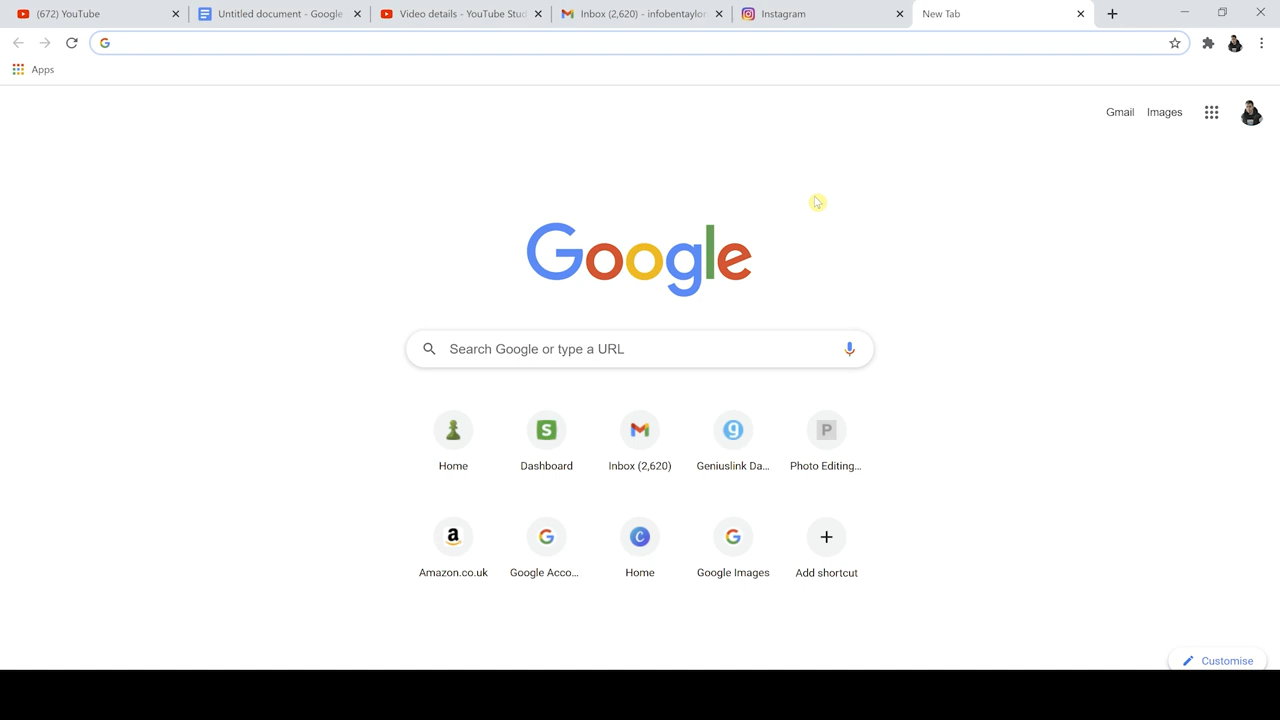 (672) YouTube
Untitled document - Google
Video details - YouTube Stud
Inbox (2,620) - infobentaylor
Instagram
New Tab
Apps
Gmail
Images
Google
Search Google or type a URL
Home
Dashboard
Inbox (2,620)
Geniuslink Da...
Photo Editing...
Amazon.co.uk
Google Acco...
Home
Google Images
Add shortcut
Customise